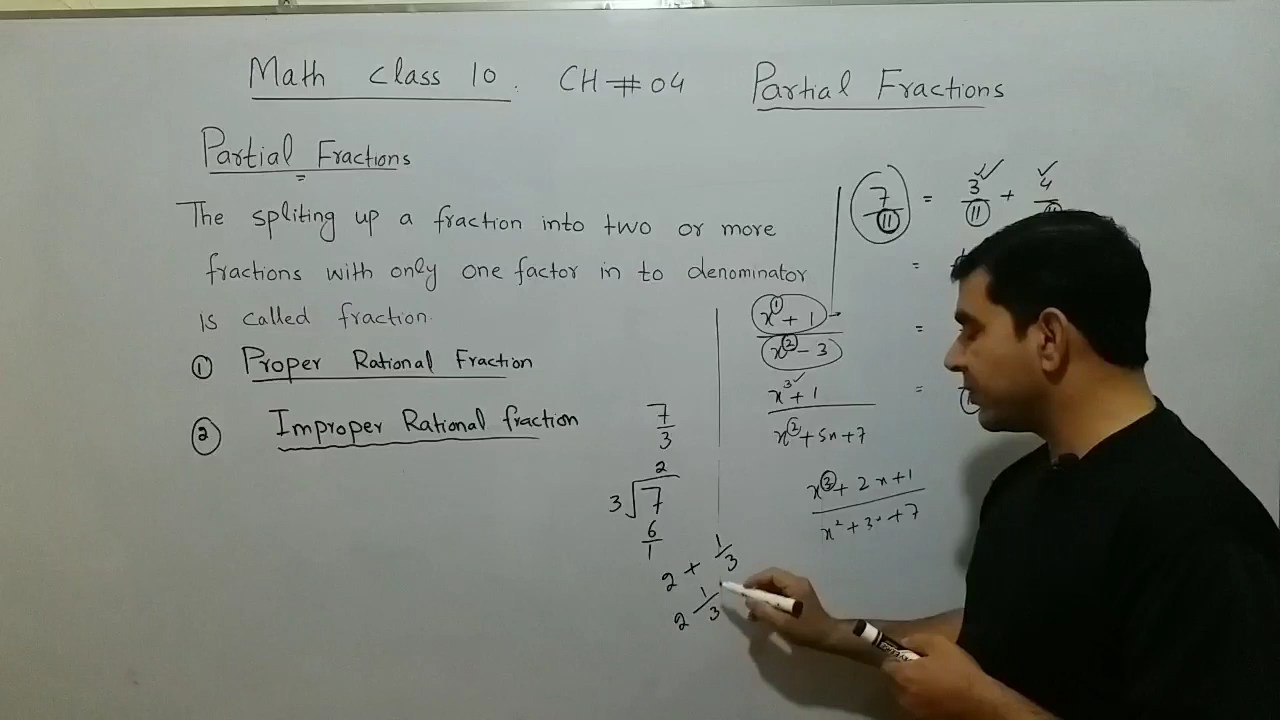 Math Class 10. CH # 04 Partial Fractions
Partial Fractions
The spliting up a fraction into two or more
fractions with only one factor in to denominator
is called fraction.
① Proper Rational Fraction
② Improper Rational fraction
7/3
2
3√7
6
1
2 + 1/3
2 1/3
7/11 = 3/11 + 4/
=
x¹ + 1 =
x² - 3
x³ + 1 =
x² + 5x + 7
x³ + 2x + 1